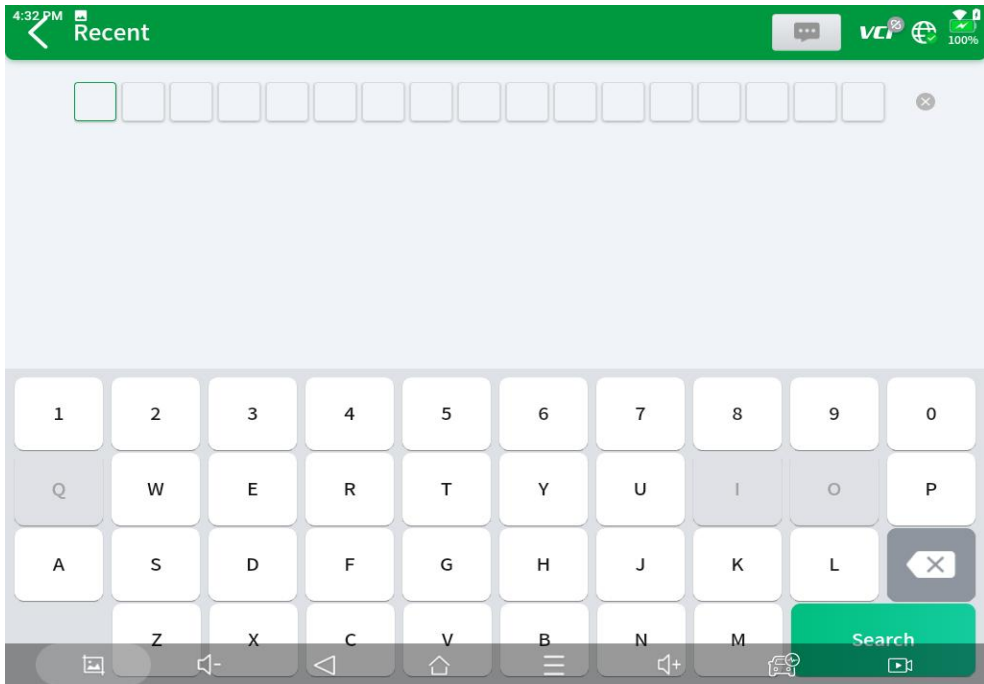 4:32 PM
Recent
VCI
100%
1 2 3 4 5 6 7 8 9 0
Q W E R T Y U I O P
A S D F G H J K L
Z X C V B N M Search